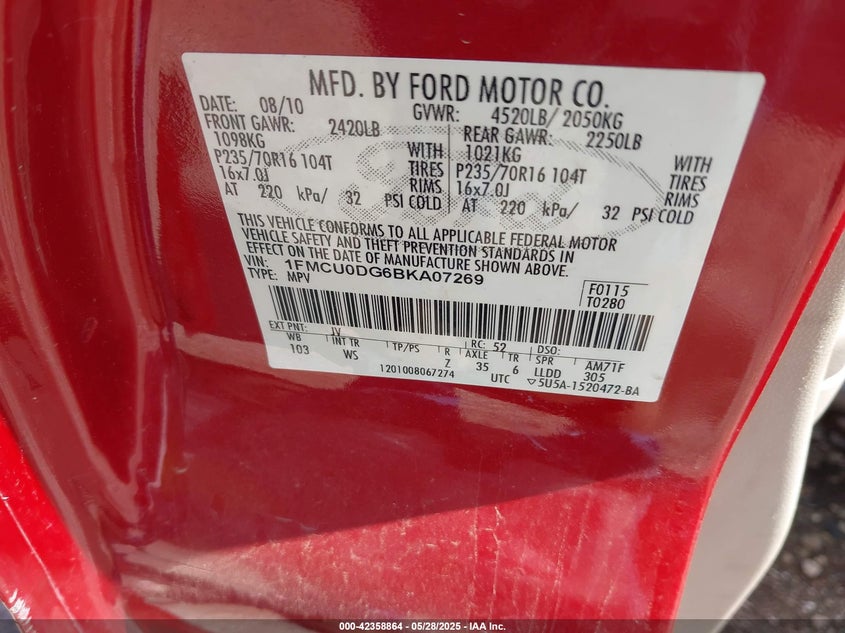 MFD. BY FORD MOTOR CO.
DATE: 08/10 GVWR: 4520LB/ 2050KG
FRONT GAWR: 2420LB REAR GAWR: 2250LB
1098KG WITH 1021KG WITH
P235/70R16 104T TIRES P235/70R16 104T TIRES
16x7.0J RIMS 16x7.0J RIMS
AT 220 kPa/ 32 PSI COLD AT 220 kPa/ 32 PSI COLD
THIS VEHICLE CONFORMS TO ALL APPLICABLE FEDERAL MOTOR
VEHICLE SAFETY AND THEFT PREVENTION STANDARDS IN
EFFECT ON THE DATE OF MANUFACTURE SHOWN ABOVE.
VIN: 1FMCU0DG6BKA07269 F0115
TYPE: MPV T02B0
EXT PNT: JV RC: 52 DSO:
WB INT TR TP/PS R AXLE TR SPR AM71F
103 WS Z 35 6 LLDD 305
1201008067274 UTC ▽5U5A-1520472-BA
000-42358864 | 05/28/2025 - IAA Inc.